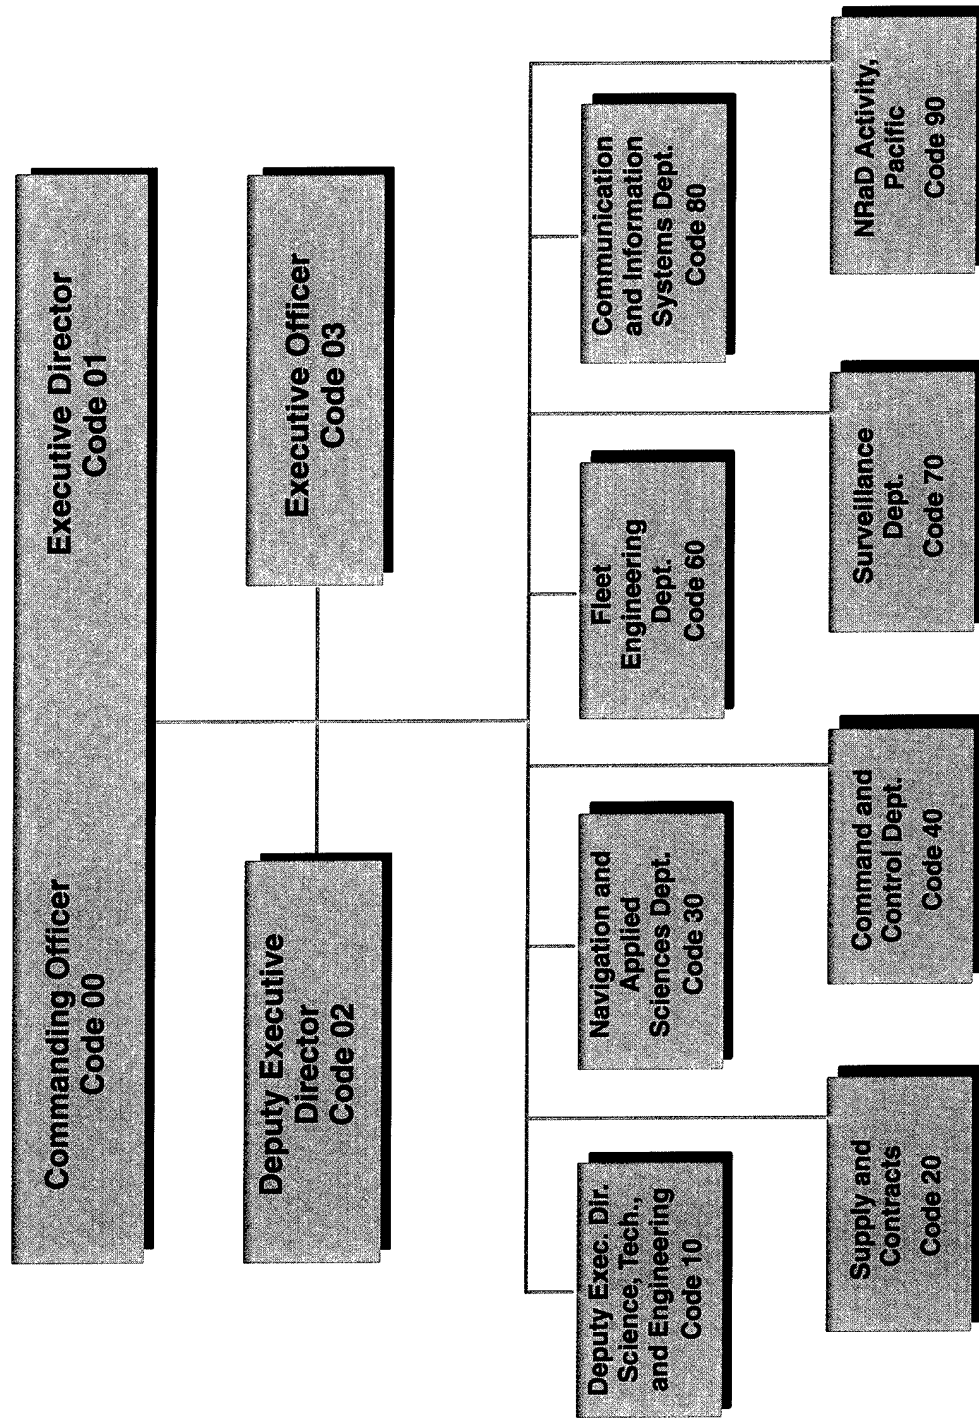 Commanding Officer
Code 00
Executive Director
Code 01
Deputy Executive
Director
Code 02
Executive Officer
Code 03
Deputy Exec. Dir.
Science, Tech.,
and Engineering
Code 10
Navigation and
Applied
Sciences Dept.
Code 30
Fleet
Engineering
Dept.
Code 60
Communication
and Information
Systems Dept.
Code 80
Supply and
Contracts
Code 20
Command and
Control Dept.
Code 40
Surveillance
Dept.
Code 70
NRaD Activity,
Pacific
Code 90